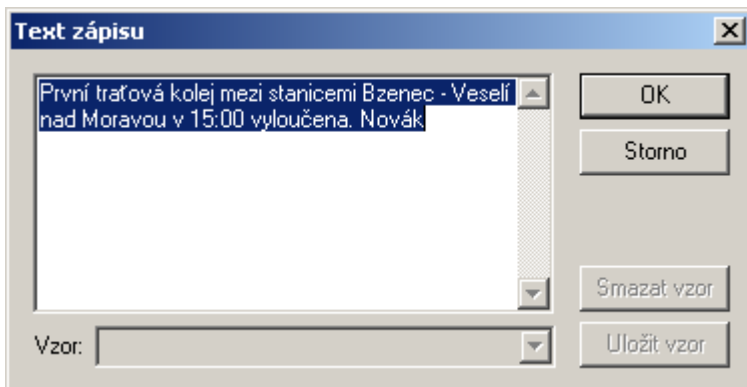 Text zápisu
První traťová kolej mezi stanicemi Bzenec - Veselí
nad Moravou v 15:00 vyloučena. Novák
OK
Storno
Smazat vzor
Vzor:
Uložit vzor